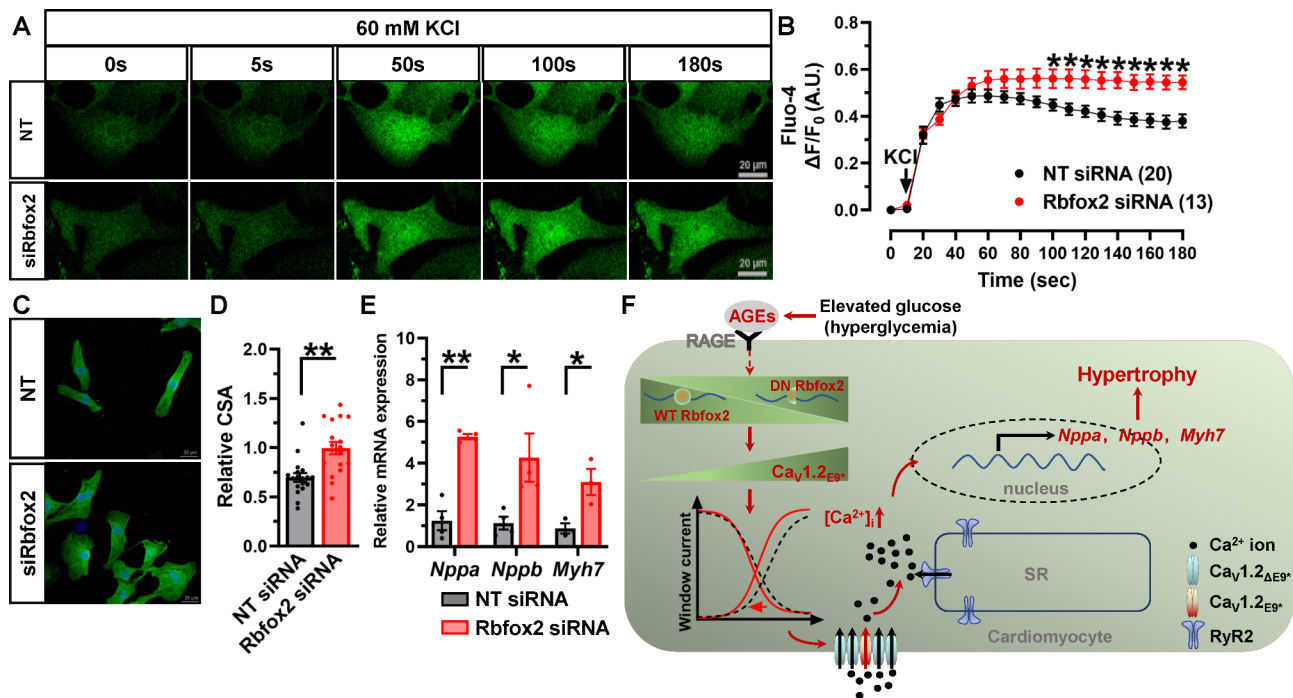 A
60 mM KCl
0s 5s 50s 100s 180s
NT
20 μm
siRbfox2
20 μm
B
Fluo-4
ΔF/F0 (A.U.)
0.6
0.4
0.2
0.0
KCl
* * * * * * * * *
NT siRNA (20)
Rbfox2 siRNA (13)
0 20 40 60 80 100 120 140 160 180
Time (sec)
C
NT
20 μm
siRbfox2
20 μm
D
Relative CSA
2.0
1.5
1.0
0.5
0.0
**
NT siRNA
Rbfox2 siRNA
E
Relative mRNA expression
10
8
6
4
2
0
** * *
Nppa Nppb Myh7
NT siRNA
Rbfox2 siRNA
F
AGEs
Elevated glucose
(hyperglycemia)
RAGE
DN Rbfox2
WT Rbfox2
CaV1.2E9*
Window current
[Ca2+]i
Hypertrophy
Nppa, Nppb, Myh7
nucleus
SR
Cardiomyocyte
Ca2+ ion
CaV1.2ΔE9*
CaV1.2E9*
RyR2